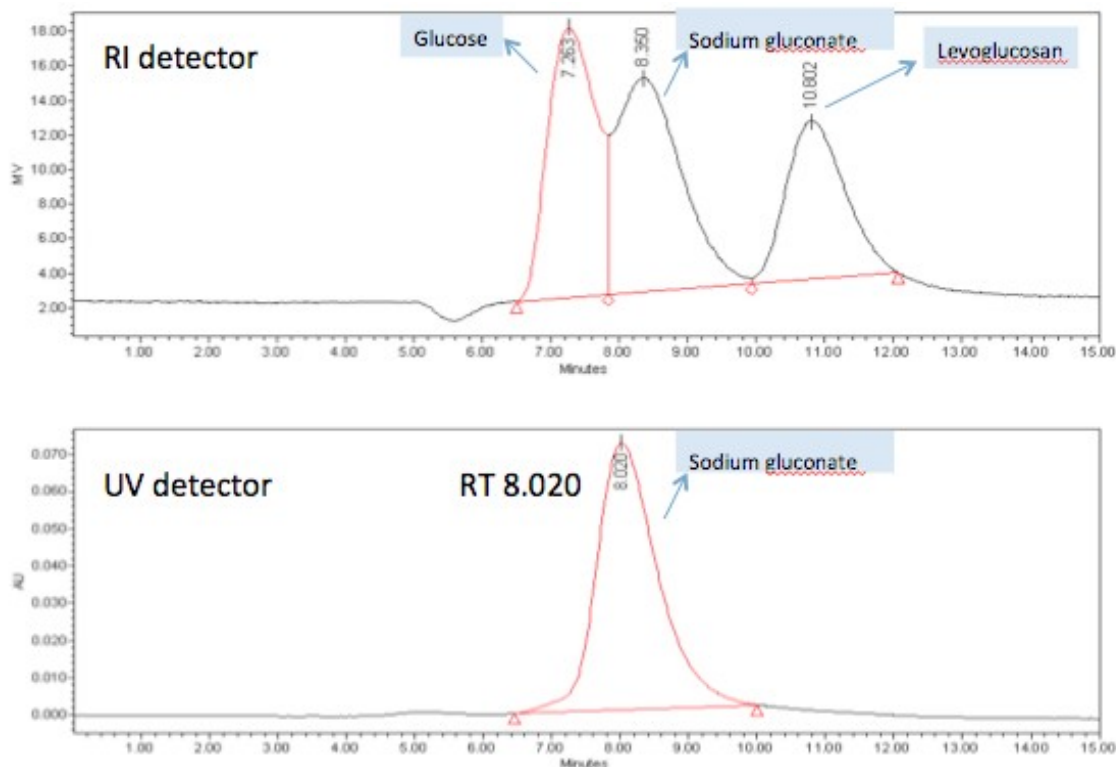 RI detector
Glucose
Sodium gluconate
Levoglucosan
7.263
8.350
10.802
18.00
16.00
14.00
12.00
10.00
8.00
6.00
4.00
2.00
MV
1.00 2.00 3.00 4.00 5.00 6.00 7.00 8.00 9.00 10.00 11.00 12.00 13.00 14.00 15.00
Minutes
UV detector
RT 8.020
Sodium gluconate
8.020
0.070
0.060
0.050
0.040
0.030
0.020
0.010
0.000
AU
1.00 2.00 3.00 4.00 5.00 6.00 7.00 8.00 9.00 10.00 11.00 12.00 13.00 14.00 15.00
Minutes